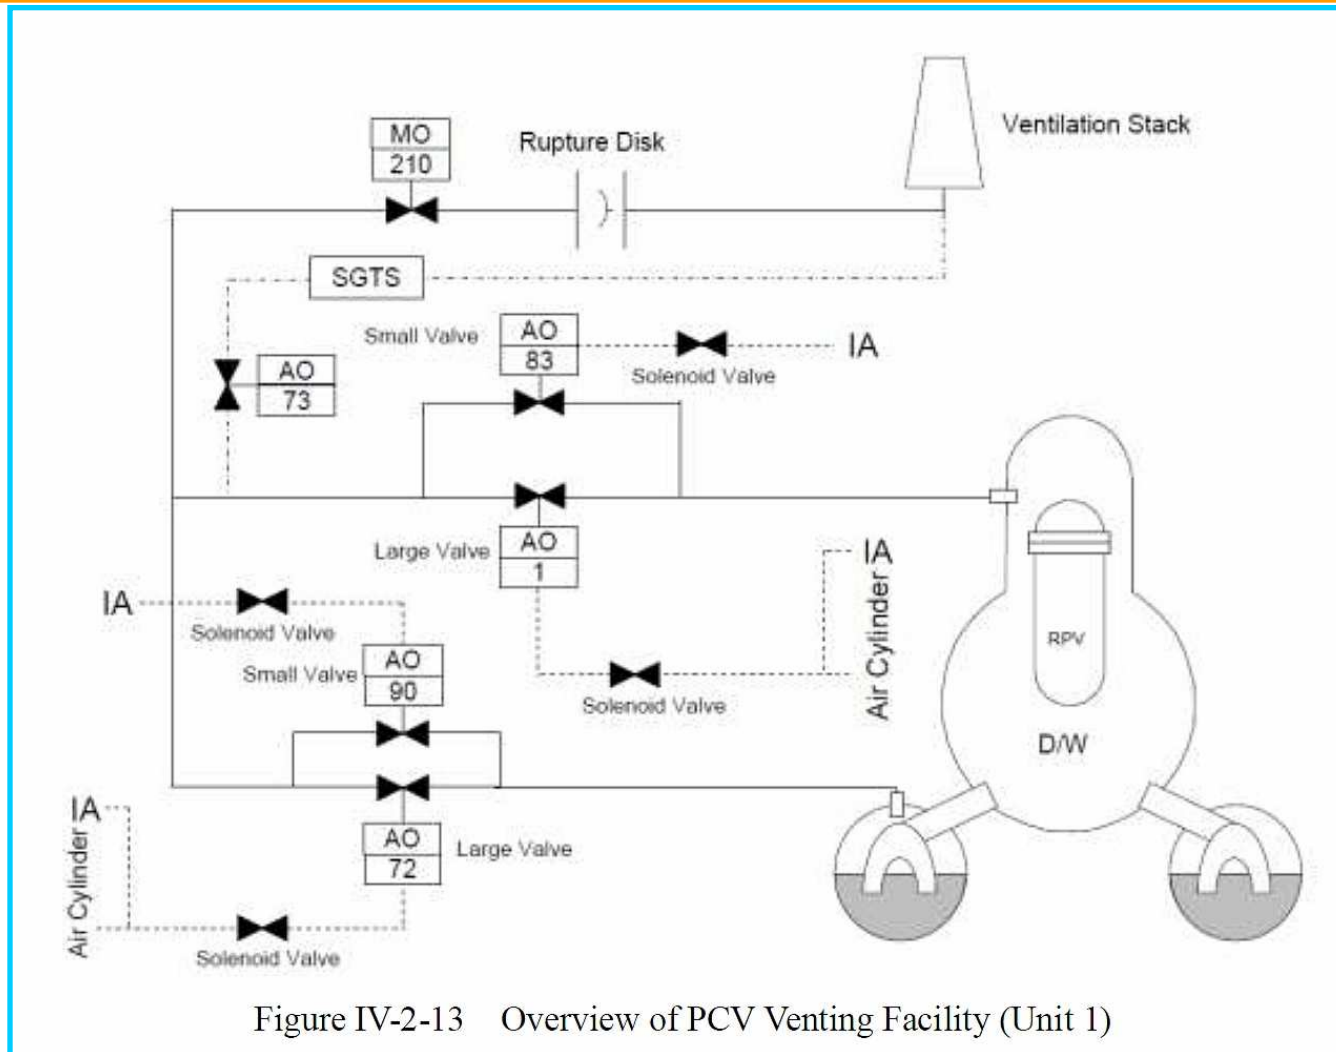 MO
210
Rupture Disk
Ventilation Stack
SGTS
Small Valve
AO
83
IA
Solenoid Valve
AO
73
Large Valve
AO
1
IA
Air Cylinder
Solenoid Valve
IA
Solenoid Valve
Small Valve
AO
90
RPV
D/W
IA
Air Cylinder
AO
72
Large Valve
Solenoid Valve
Figure IV-2-13 Overview of PCV Venting Facility (Unit 1)